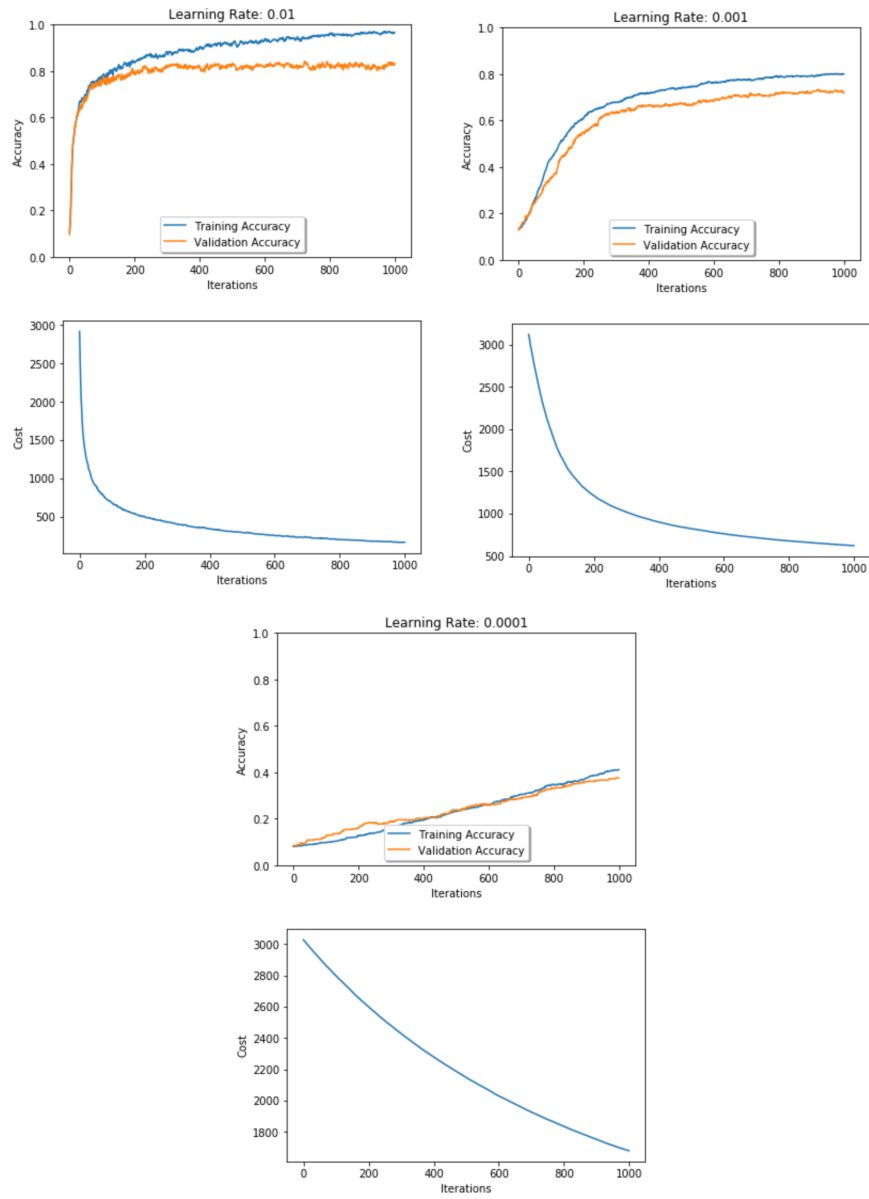 Learning Rate: 0.01
1.0
0.8
0.6
0.4
0.2
0.0
Accuracy
Training Accuracy
Validation Accuracy
0 200 400 600 800 1000
Iterations
Learning Rate: 0.001
1.0
0.8
0.6
0.4
0.2
0.0
Accuracy
Training Accuracy
Validation Accuracy
0 200 400 600 800 1000
Iterations
3000
2500
2000
1500
1000
500
Cost
0 200 400 600 800 1000
Iterations
3000
2500
2000
1500
1000
500
Cost
0 200 400 600 800 1000
Iterations
Learning Rate: 0.0001
1.0
0.8
0.6
0.4
0.2
0.0
Accuracy
Training Accuracy
Validation Accuracy
0 200 400 600 800 1000
Iterations
3000
2800
2600
2400
2200
2000
1800
Cost
0 200 400 600 800 1000
Iterations